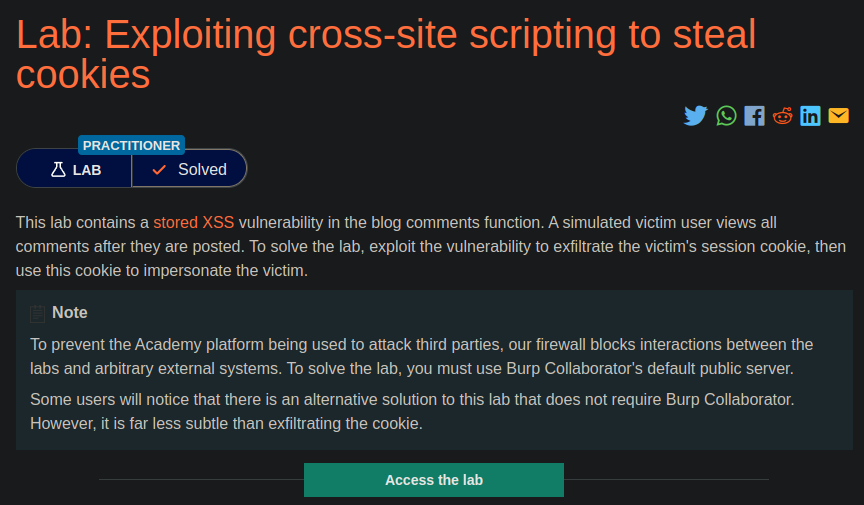 Lab: Exploiting cross-site scripting to steal
cookies
PRACTITIONER
LAB
Solved
This lab contains a stored XSS vulnerability in the blog comments function. A simulated victim user views all
comments after they are posted. To solve the lab, exploit the vulnerability to exfiltrate the victim's session cookie, then
use this cookie to impersonate the victim.
Note
To prevent the Academy platform being used to attack third parties, our firewall blocks interactions between the
labs and arbitrary external systems. To solve the lab, you must use Burp Collaborator's default public server.
Some users will notice that there is an alternative solution to this lab that does not require Burp Collaborator.
However, it is far less subtle than exfiltrating the cookie.
Access the lab